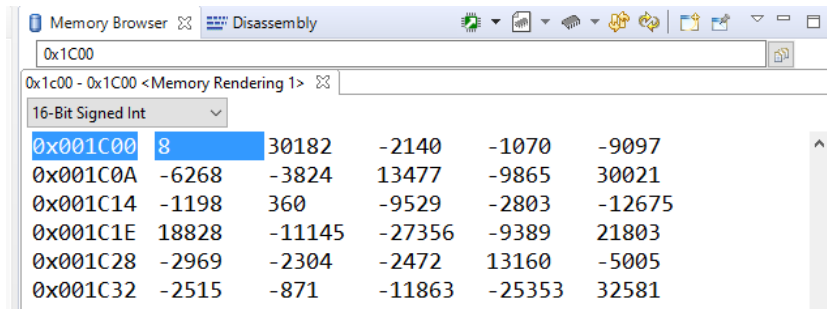 Memory Browser Disassembly
0x1C00
0x1c00 - 0x1C00 <Memory Rendering 1>
16-Bit Signed Int
0x001C00 8 30182 -2140 -1070 -9097
0x001C0A -6268 -3824 13477 -9865 30021
0x001C14 -1198 360 -9529 -2803 -12675
0x001C1E 18828 -11145 -27356 -9389 21803
0x001C28 -2969 -2304 -2472 13160 -5005
0x001C32 -2515 -871 -11863 -25353 32581